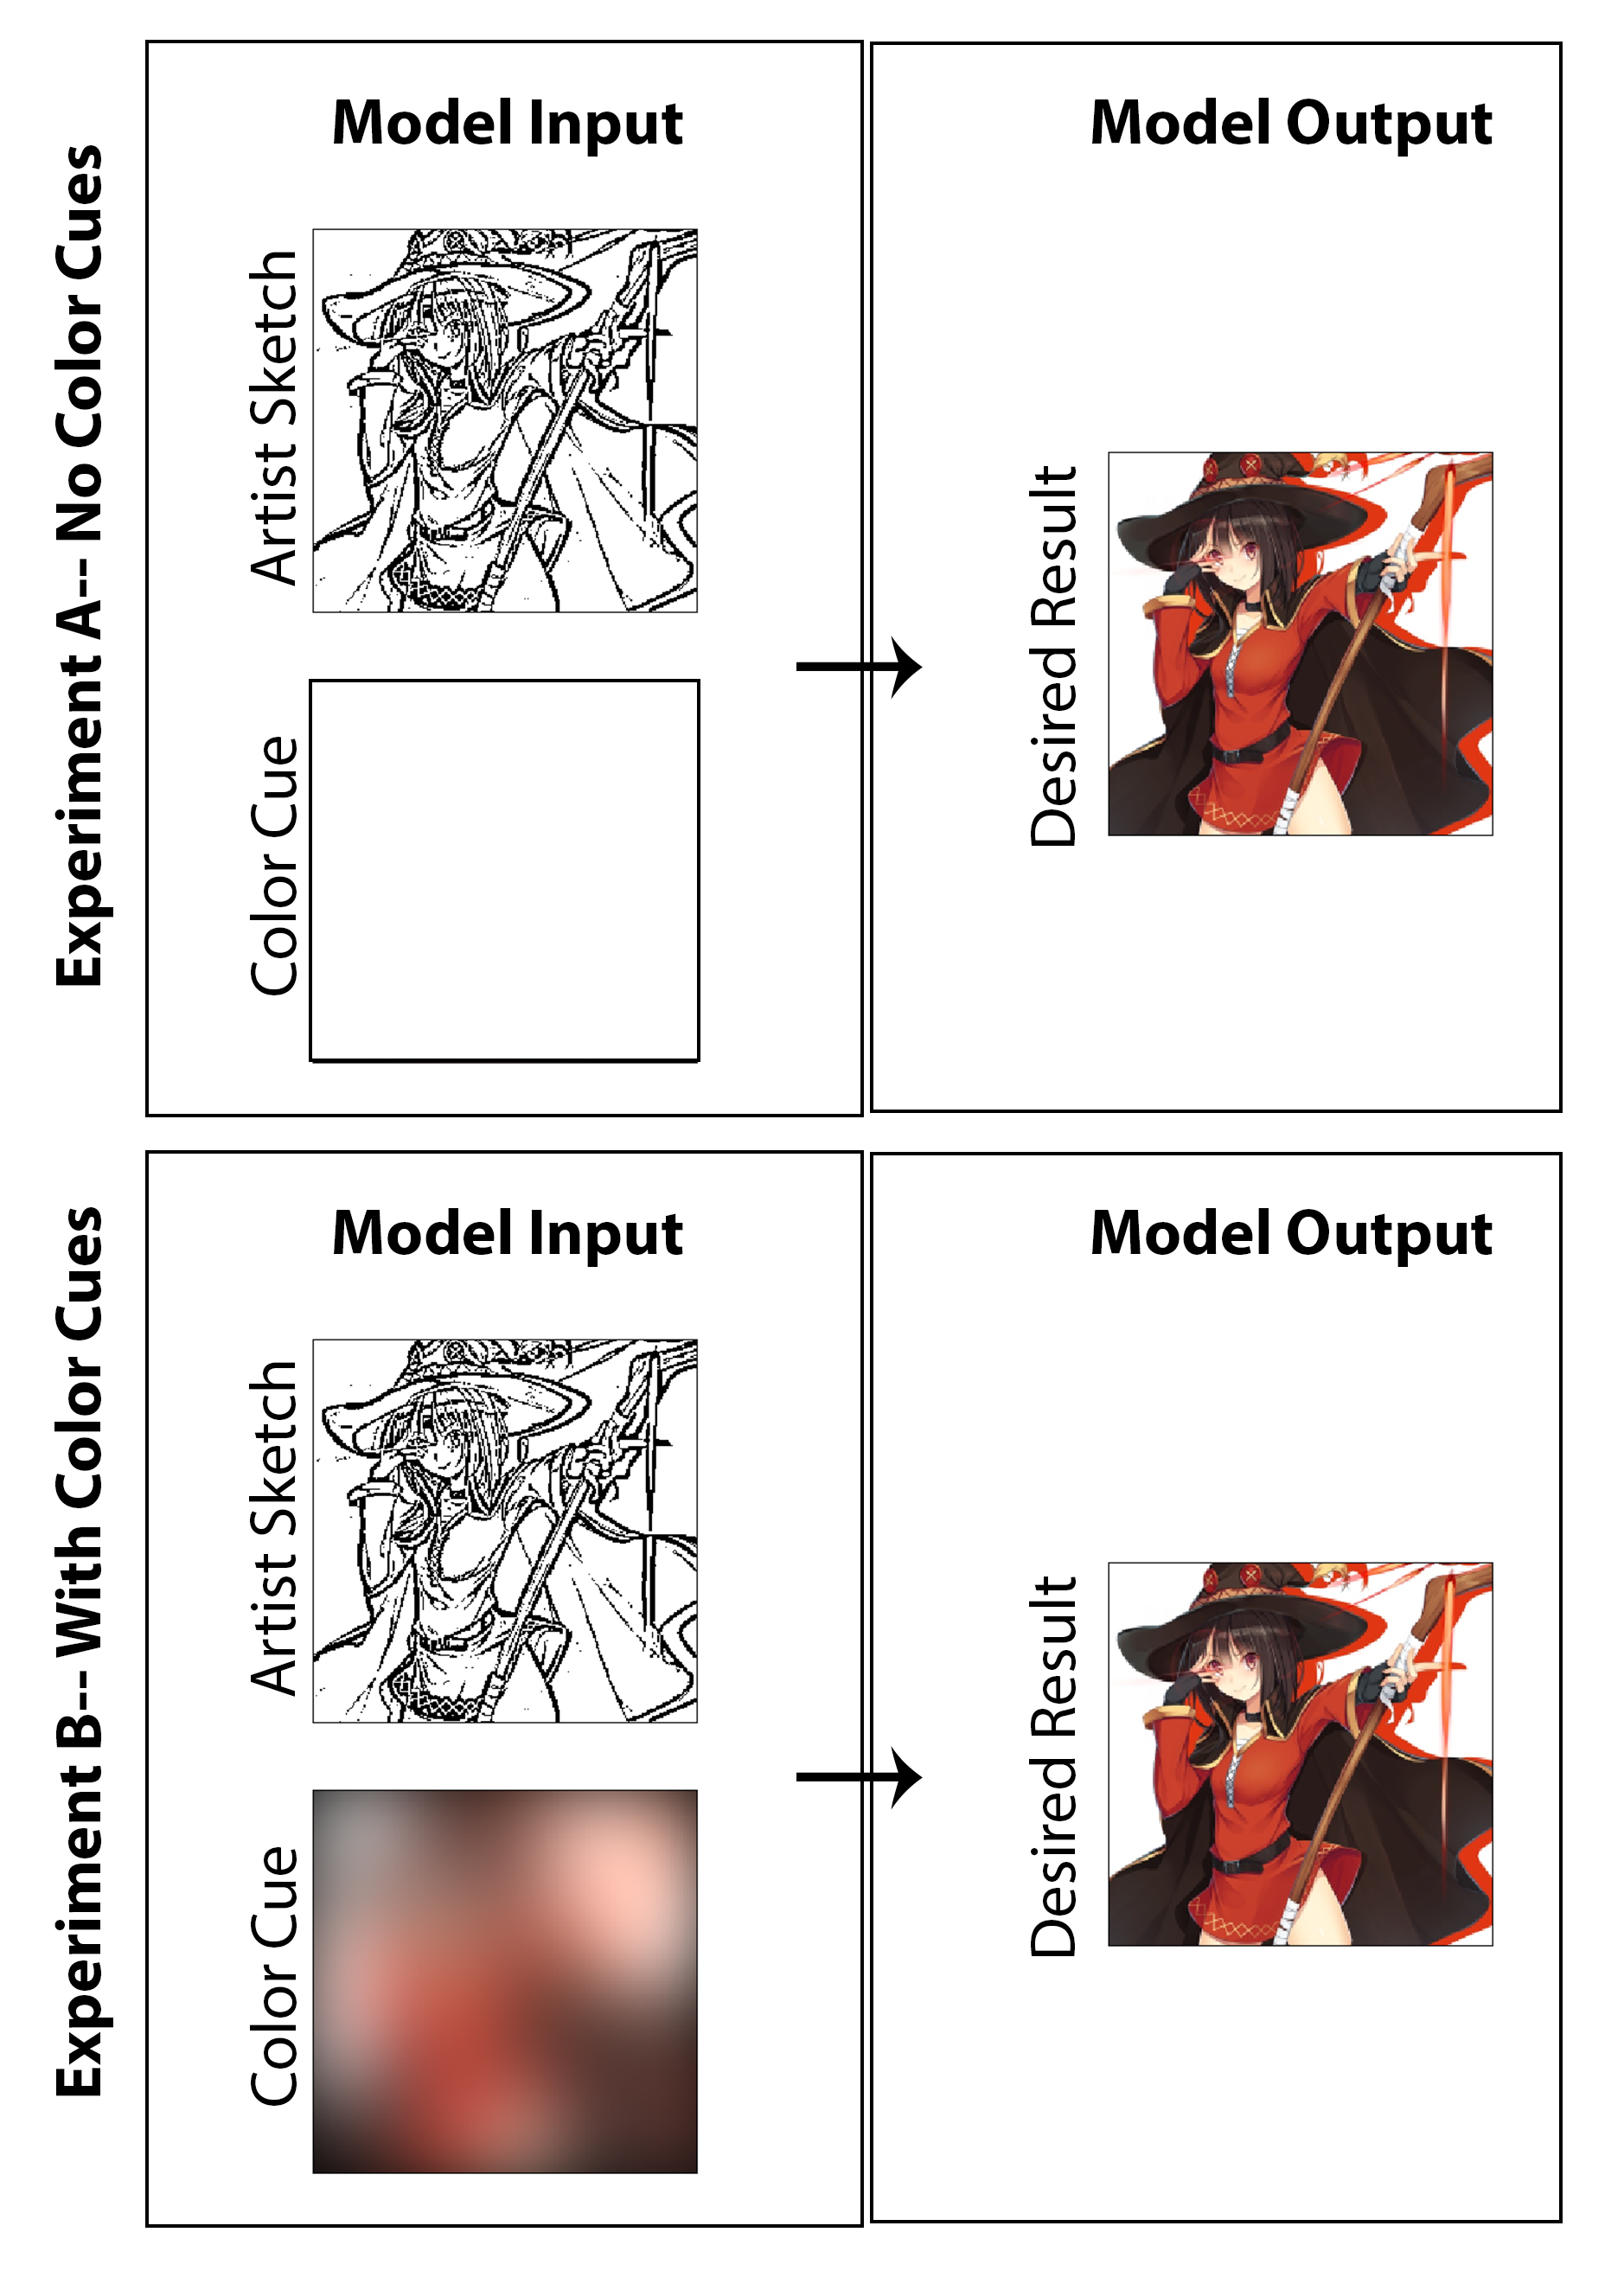 Experiment A-- No Color Cues
Model Input
Artist Sketch
Color Cue
Model Output
Desired Result
Experiment B-- With Color Cues
Model Input
Artist Sketch
Color Cue
Model Output
Desired Result